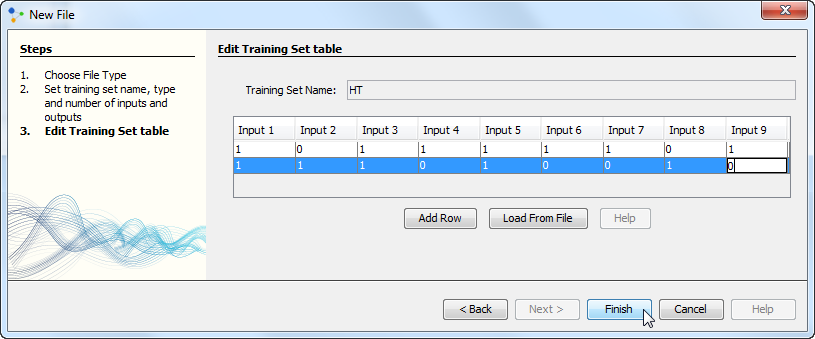 New File
Steps
1. Choose File Type
2. Set training set name, type
and number of inputs and
outputs
3. Edit Training Set table
Edit Training Set table
Training Set Name: HT
Input 1 Input 2 Input 3 Input 4 Input 5 Input 6 Input 7 Input 8 Input 9
1 0 1 1 1 1 1 0 1
1 1 1 0 1 0 0 1 0
Add Row Load From File Help
< Back Next > Finish Cancel Help